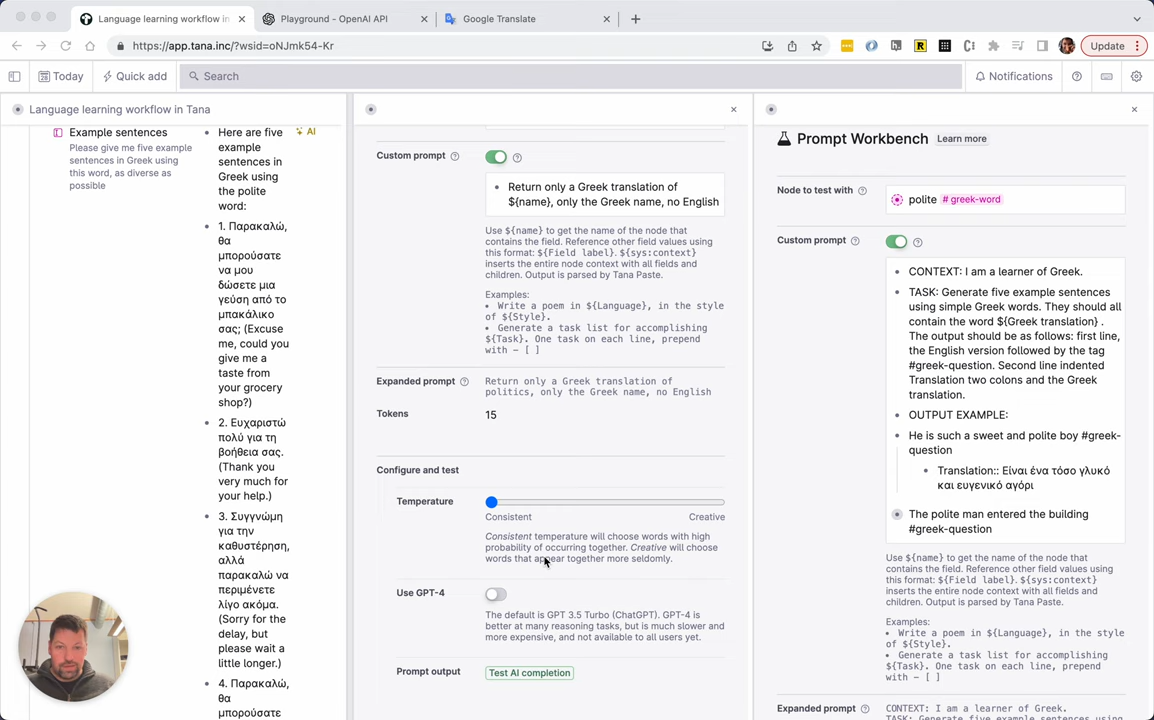 Language learning workflow in
Playground - OpenAI API
Google Translate
https://app.tana.inc/?wsid=oNJmk54-Kr
Update
Today
Quick add
Search
Notifications
Language learning workflow in Tana
Example sentences
Please give me five example
sentences in Greek using
this word, as diverse as
possible
Here are five
example
sentences in
Greek using
the polite
word:
AI
1. Παρακαλώ,
θα
μπορούσατε
να μου
δώσετε μια
γεύση από το
μπακάλικο
σας; (Excuse
me, could you
give me a
taste from
your grocery
shop?)
2. Ευχαριστώ
πολύ για τη
βοήθεια σας.
(Thank you
very much for
your help.)
3. Συγγνώμη
για την
καθυστέρηση,
αλλά
παρακαλώ να
περιμένετε
λίγο ακόμα.
(Sorry for the
delay, but
please wait a
little longer.)
4. Παρακαλώ,
θα
μπορούσατε
Custom prompt
Return only a Greek translation of
${name}, only the Greek name, no English
Use ${name} to get the name of the node that
contains the field. Reference other field values using
this format: ${Field label}. ${sys:context}
inserts the entire node context with all fields and
children. Output is parsed by Tana Paste.
Examples:
• Write a poem in ${Language}, in the style
of ${Style}.
• Generate a task list for accomplishing
${Task}. One task on each line, prepend
with – [ ]
Expanded prompt
Return only a Greek translation of
politics, only the Greek name, no English
Tokens
15
Configure and test
Temperature
Consistent Creative
Consistent temperature will choose words with high
probability of occurring together. Creative will choose
words that appear together more seldomly.
Use GPT-4
The default is GPT 3.5 Turbo (ChatGPT). GPT-4 is
better at many reasoning tasks, but is much slower and
more expensive, and not available to all users yet.
Prompt output
Test AI completion
Prompt Workbench Learn more
Node to test with
polite # greek-word
Custom prompt
CONTEXT: I am a learner of Greek.
TASK: Generate five example sentences
using simple Greek words. They should all
contain the word ${Greek translation} .
The output should be as follows: first line,
the English version followed by the tag
#greek-question. Second line indented
Translation two colons and the Greek
translation.
OUTPUT EXAMPLE:
He is such a sweet and polite boy #greek-
question
Translation:: Είναι ένα τόσο γλυκό
και ευγενικό αγόρι
The polite man entered the building
#greek-question
Use ${name} to get the name of the node that
contains the field. Reference other field values using
this format: ${Field label}. ${sys:context}
inserts the entire node context with all fields and
children. Output is parsed by Tana Paste.
Examples:
• Write a poem in ${Language}, in the style
of ${Style}.
• Generate a task list for accomplishing
${Task}. One task on each line, prepend
with – [ ]
Expanded prompt
CONTEXT: I am a learner of Greek.
TASK: Generate five example sentences using